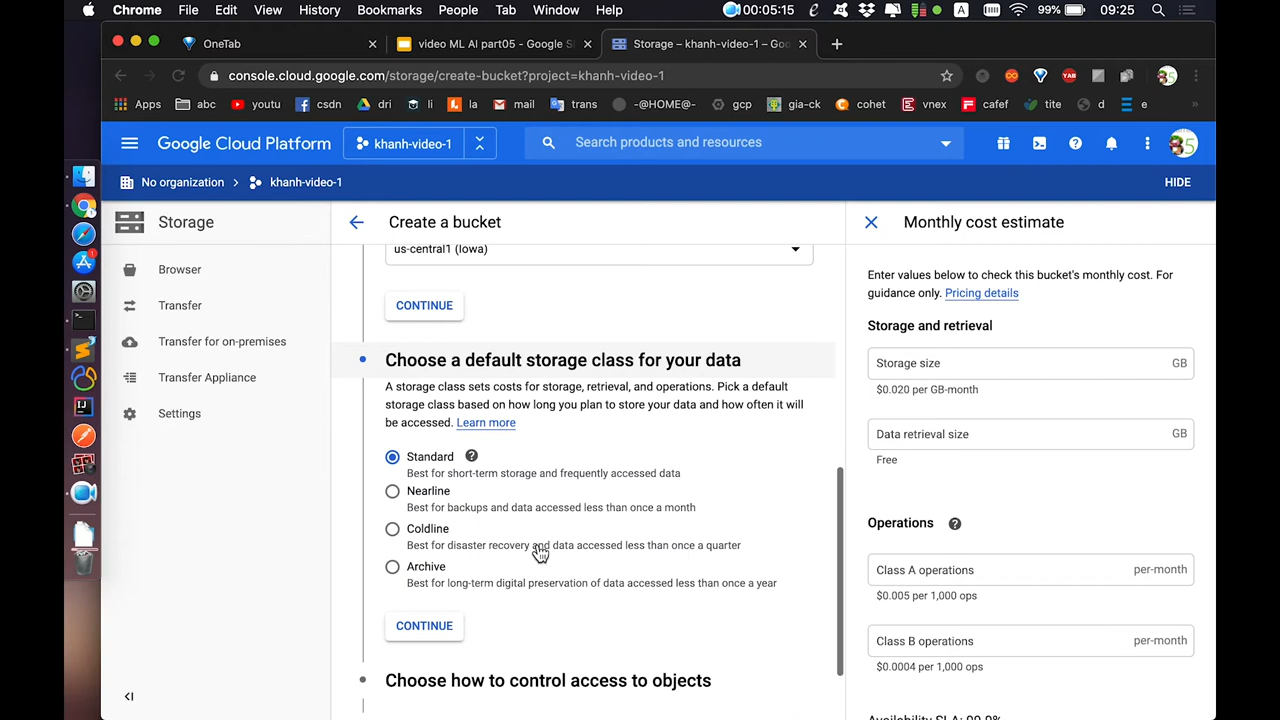 Chrome File Edit View History Bookmarks People Tab Window Help 00:05:15 A 99% 09:25
OneTab
video ML AI part05 - Google Sl
Storage – khanh-video-1 – Goo
console.cloud.google.com/storage/create-bucket?project=khanh-video-1
Apps abc youtu csdn dri li la mail trans -@HOME@- gcp gia-ck cohet vnex cafef tite d e »
Google Cloud Platform
khanh-video-1
Search products and resources
No organization
khanh-video-1
HIDE
Storage
Browser
Transfer
Transfer for on-premises
Transfer Appliance
Settings
Create a bucket
us-central1 (Iowa)
CONTINUE
Choose a default storage class for your data
A storage class sets costs for storage, retrieval, and operations. Pick a default
storage class based on how long you plan to store your data and how often it will
be accessed. Learn more
Standard
Best for short-term storage and frequently accessed data
Nearline
Best for backups and data accessed less than once a month
Coldline
Best for disaster recovery and data accessed less than once a quarter
Archive
Best for long-term digital preservation of data accessed less than once a year
CONTINUE
Choose how to control access to objects
Monthly cost estimate
Enter values below to check this bucket's monthly cost. For
guidance only. Pricing details
Storage and retrieval
Storage size GB
$0.020 per GB-month
Data retrieval size GB
Free
Operations
Class A operations per-month
$0.005 per 1,000 ops
Class B operations per-month
$0.0004 per 1,000 ops
Availability SLA: 99.9%